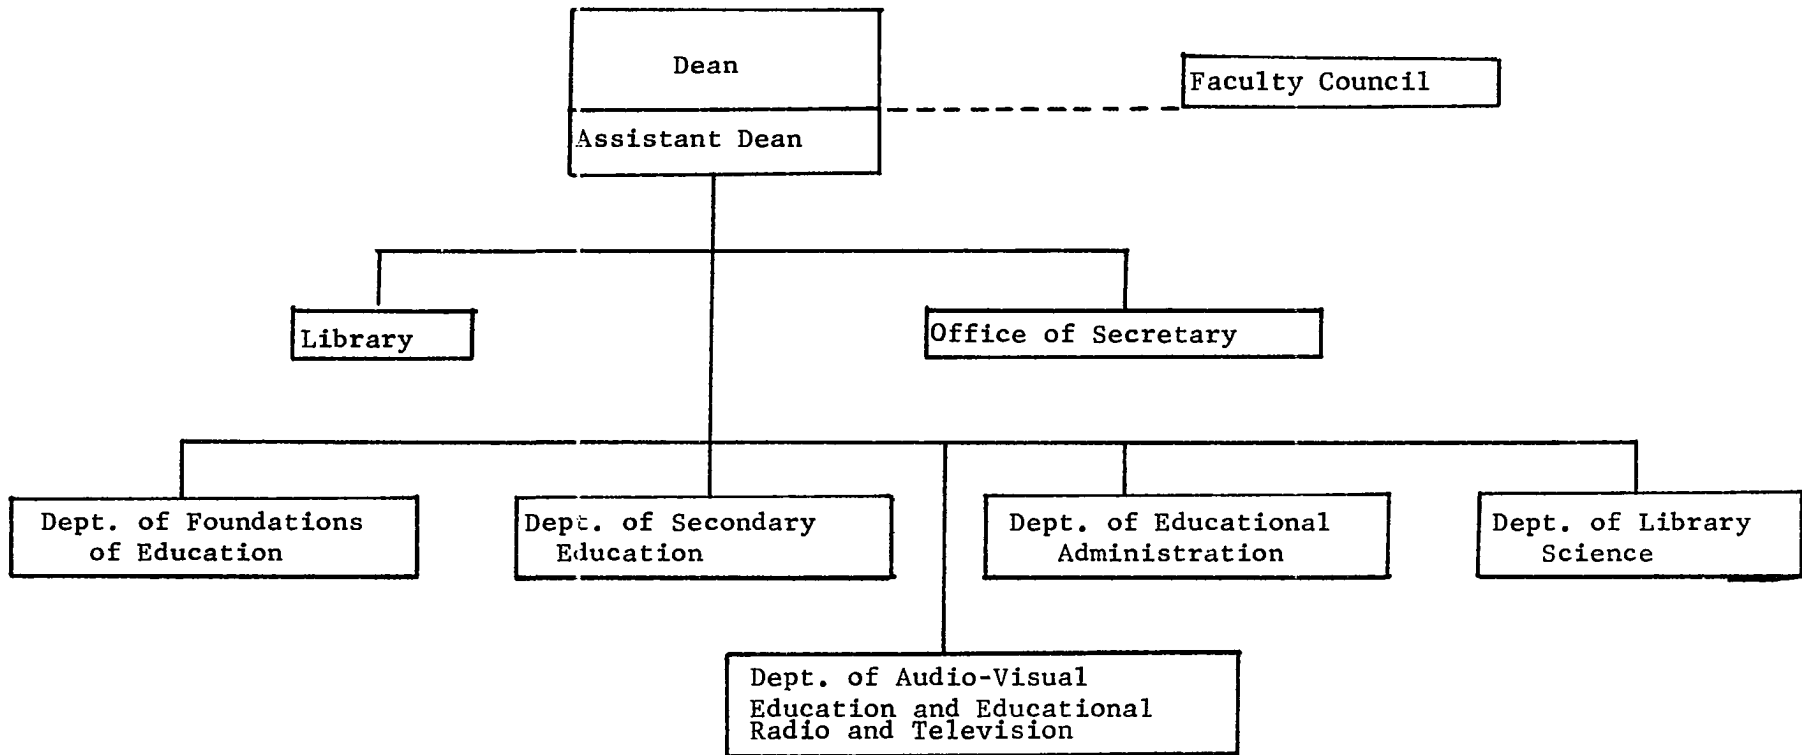 Dean
Faculty Council
Assistant Dean
Library
Office of Secretary
Dept. of Foundations
of Education
Dept. of Secondary
Education
Dept. of Educational
Administration
Dept. of Library
Science
Dept. of Audio-Visual
Education and Educational
Radio and Television